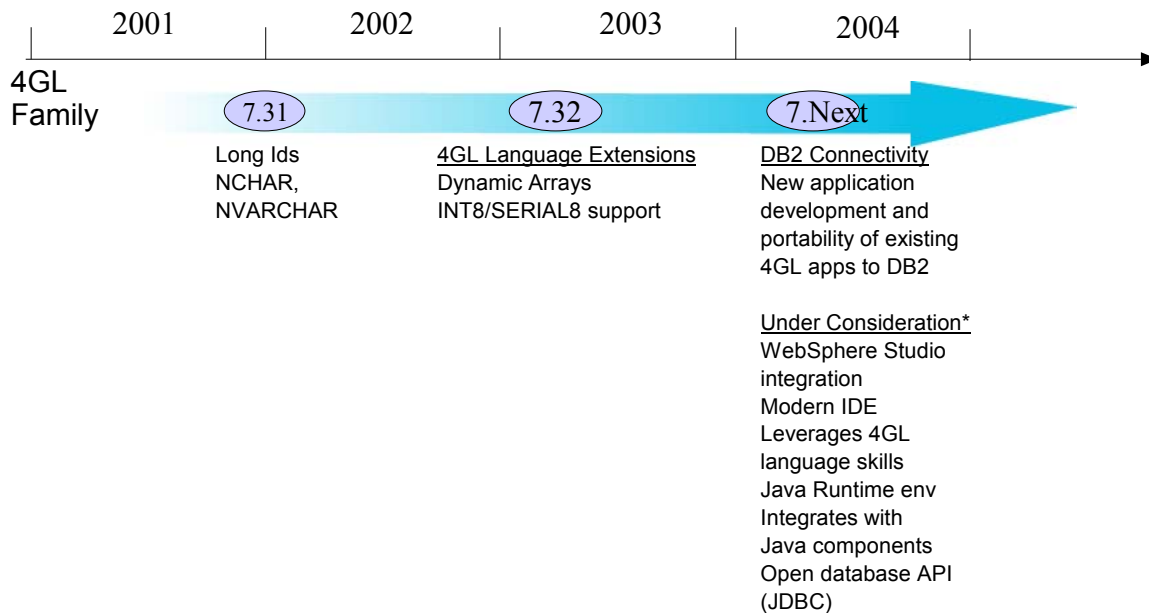 2001
2002
2003
2004
4GL
Family
7.31
7.32
7.Next
Long Ids
NCHAR,
NVARCHAR
4GL Language Extensions
Dynamic Arrays
INT8/SERIAL8 support
DB2 Connectivity
New application
development and
portability of existing
4GL apps to DB2
Under Consideration*
WebSphere Studio
integration
Modern IDE
Leverages 4GL
language skills
Java Runtime env
Integrates with
Java components
Open database API
(JDBC)